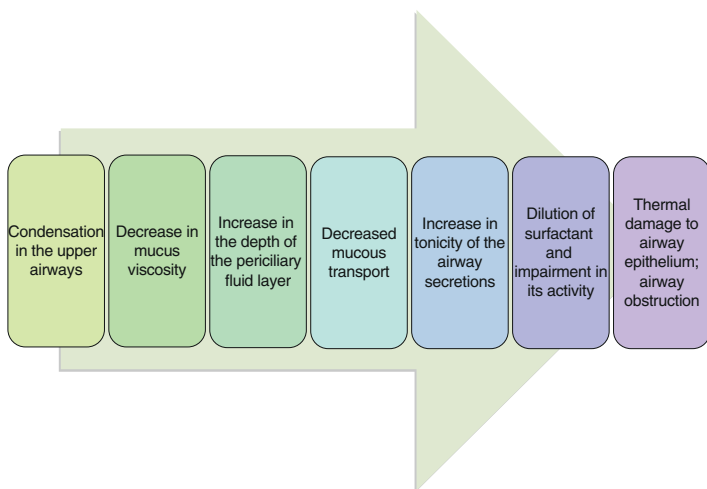 Condensation
in the upper
airways
Decrease in
mucus
viscosity
Increase in
the depth of
the periciliary
fluid layer
Decreased
mucous
transport
Increase in
tonicity of the
airway
secretions
Dilution of
surfactant
and
impairment in
its activity
Thermal
damage to
airway
epithelium;
airway
obstruction